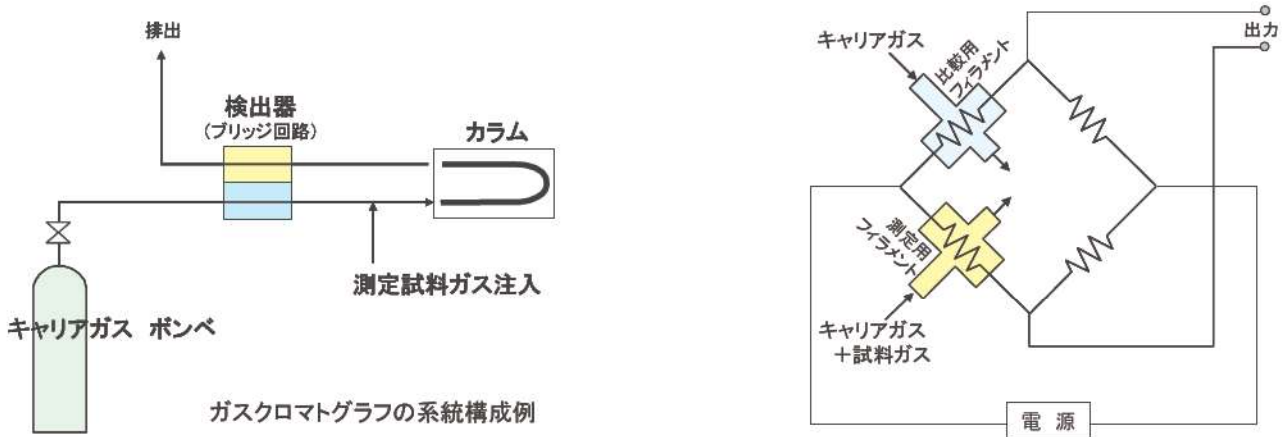 排出
検出器
(ブリッジ回路)
カラム
測定試料ガス注入
キャリアガス ボンベ
ガスクロマトグラフの系統構成例
出力
キャリアガス
比較用
フィラメント
測定用
フィラメント
キャリアガス
+試料ガス
電 源